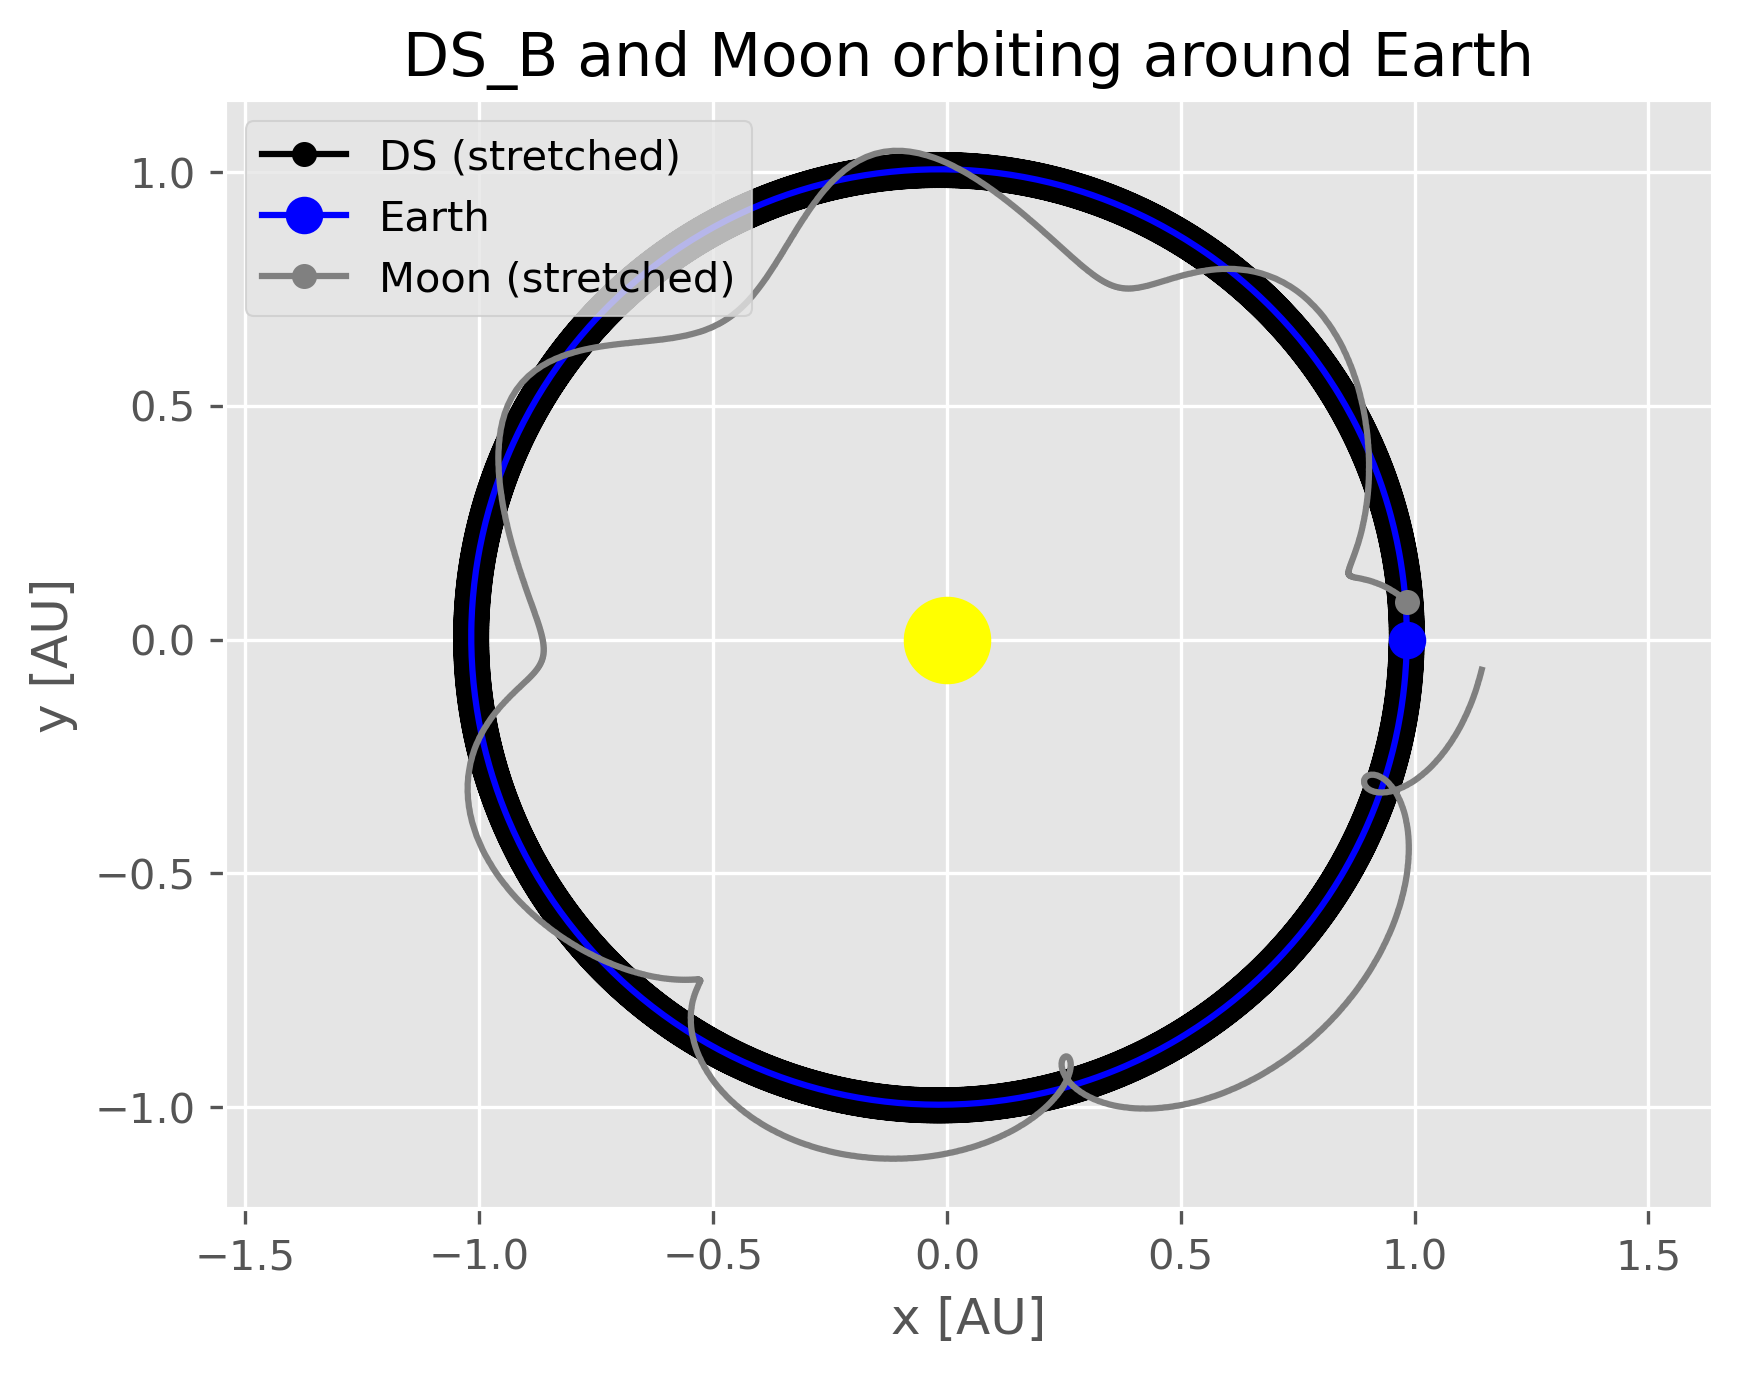 DS_B and Moon orbiting around Earth
DS (stretched)
Earth
Moon (stretched)
1.0
0.5
0.0
−0.5
−1.0
y [AU]
−1.5 −1.0 −0.5 0.0 0.5 1.0 1.5
x [AU]